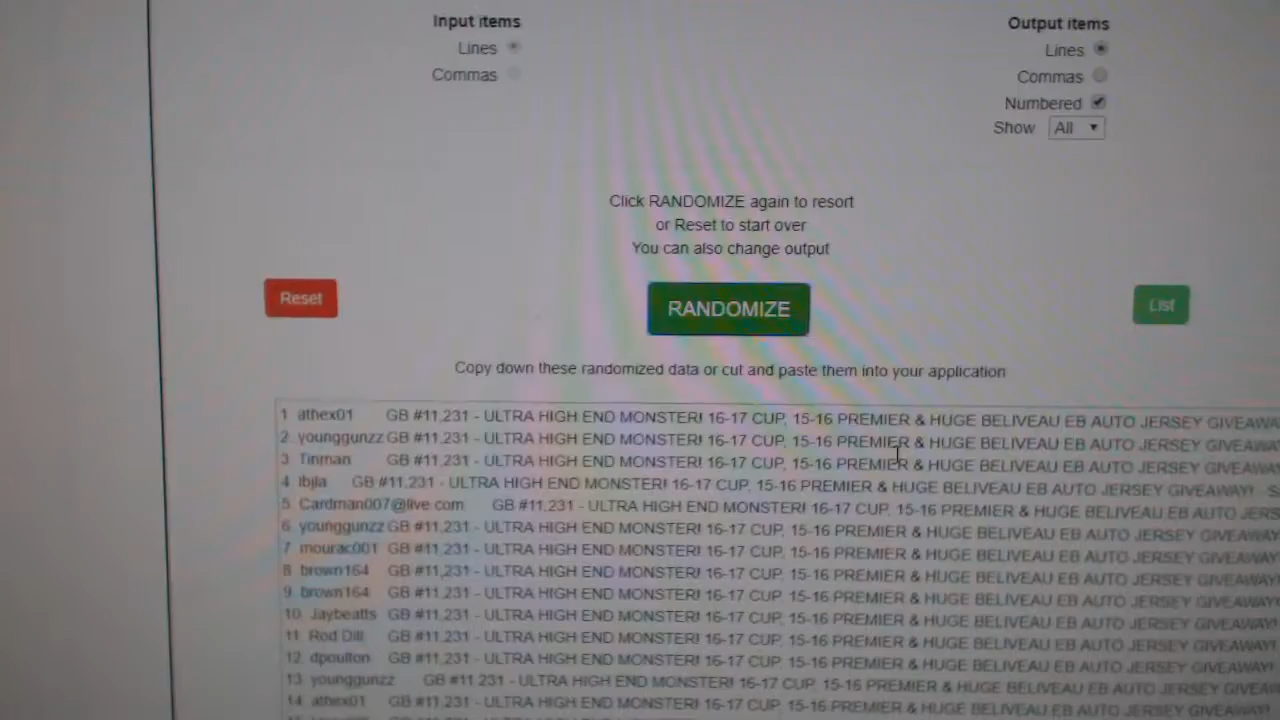 Input items
Output items
Lines
Lines
Commas
Commas
Numbered
Show All
Click RANDOMIZE again to resort
or Reset to start over
You can also change output
Reset
RANDOMIZE
List
Copy down these randomized data or cut and paste them into your application
1 athex01 GB #11,231 - ULTRA HIGH END MONSTER! 16-17 CUP, 15-16 PREMIER & HUGE BELIVEAU EB AUTO JERSEY GIVEAWA
2 younggunzz GB #11,231 - ULTRA HIGH END MONSTER! 16-17 CUP, 15-16 PREMIER & HUGE BELIVEAU EB AUTO JERSEY GIVEAWA
3 Tinman GB #11,231 - ULTRA HIGH END MONSTER! 16-17 CUP, 15-16 PREMIER & HUGE BELIVEAU EB AUTO JERSEY GIVEAWA
4 GB #11,231 - ULTRA HIGH END MONSTER! 16-17 CUP, 15-16 PREMIER & HUGE BELIVEAU EB AUTO JERSEY GIVEAWAY!
5 Cardman007@live.com GB #11,231 - ULTRA HIGH END MONSTER! 16-17 CUP, 15-16 PREMIER & HUGE BELIVEAU EB AUTO JERS
6 younggunzz GB #11,231 - ULTRA HIGH END MONSTER! 16-17 CUP, 15-16 PREMIER & HUGE BELIVEAU EB AUTO JERSEY GIVEAWAY
7 mourac001 GB #11,231 - ULTRA HIGH END MONSTER! 16-17 CUP, 15-16 PREMIER & HUGE BELIVEAU EB AUTO JERSEY GIVEAWAY
8 brown164 GB #11,231 - ULTRA HIGH END MONSTER! 16-17 CUP, 15-16 PREMIER & HUGE BELIVEAU EB AUTO JERSEY GIVEAWAY!
9 brown164 GB #11,231 - ULTRA HIGH END MONSTER! 16-17 CUP, 15-16 PREMIER & HUGE BELIVEAU EB AUTO JERSEY GIVEAWAY!
10 Jaybeatts GB #11,231 - ULTRA HIGH END MONSTER! 16-17 CUP, 15-16 PREMIER & HUGE BELIVEAU EB AUTO JERSEY GIVEAWAY!
11 Rod Dill GB #11,231 - ULTRA HIGH END MONSTER! 16-17 CUP, 15-16 PREMIER & HUGE BELIVEAU EB AUTO JERSEY GIVEAWAY!
12 dpoulton GB #11,231 - ULTRA HIGH END MONSTER! 16-17 CUP, 15-16 PREMIER & HUGE BELIVEAU EB AUTO JERSEY GIVEAWAY!
13 younggunzz GB #11,231 - ULTRA HIGH END MONSTER! 16-17 CUP, 15-16 PREMIER & HUGE BELIVEAU EB AUTO JERSEY GIVEAWAY!
14 athex01 GB #11,231 - ULTRA HIGH END MONSTER! 16-17 CUP, 15-16 PREMIER & HUGE BELIVEAU EB AUTO JERSEY GIVEAWAY!